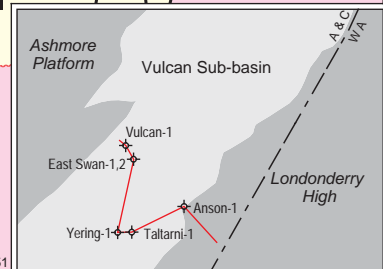 A & C
WA
Ashmore
Platform
Vulcan Sub-basin
Vulcan-1
East Swan-1,2
Londonderry
High
Anson-1
Yering-1
Taltarni-1